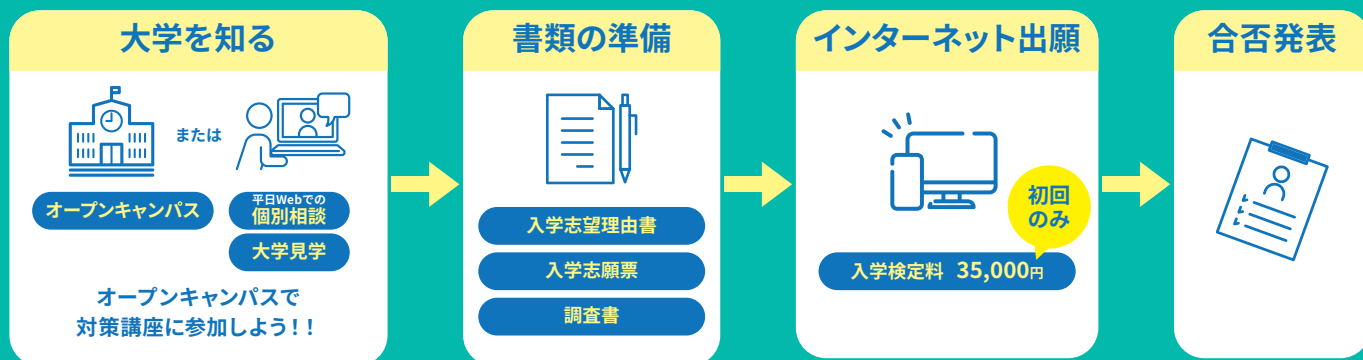 大学を知る
または
オープンキャンパス
平日Webでの
個別相談
大学見学
オープンキャンパスで
対策講座に参加しよう！！
書類の準備
入学志望理由書
入学志願票
調査書
インターネット出願
初回
のみ
入学検定料 35,000円
合否発表